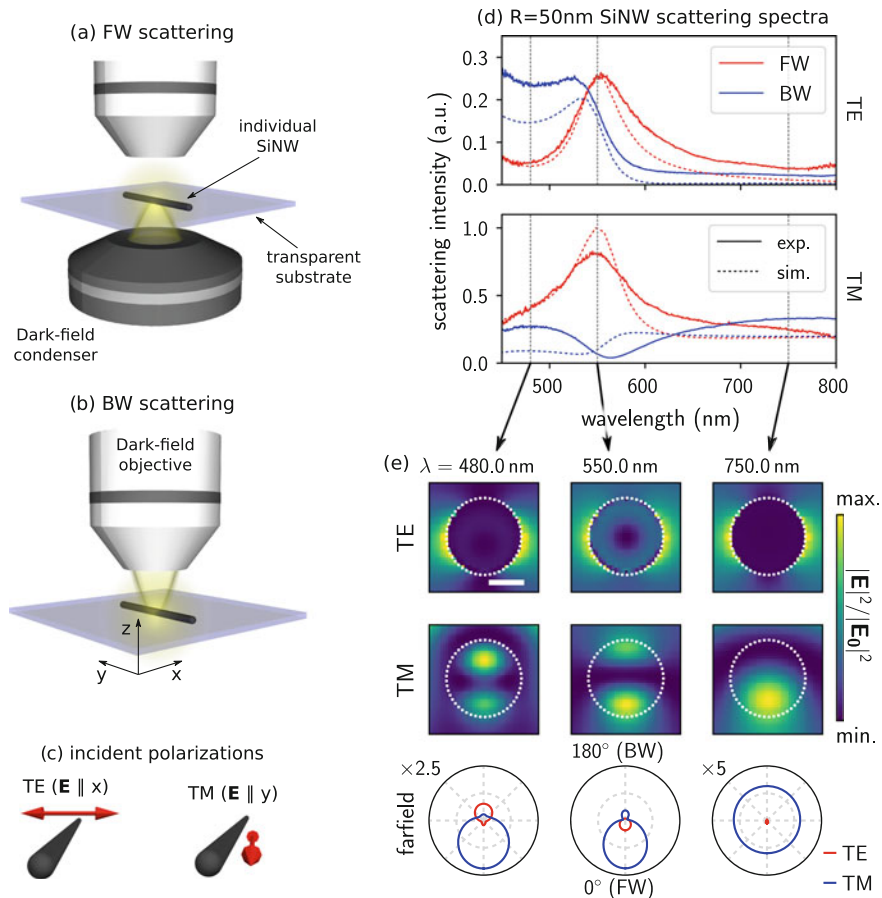 (a) FW scattering
individual
SiNW
transparent
substrate
Dark-field
condenser
(b) BW scattering
Dark-field
objective
z
y
x
(c) incident polarizations
TE (E ∥ x)
TM (E ∥ y)
(d) R=50nm SiNW scattering spectra
0.3
0.2
0.1
0.0
FW
BW
TE
scattering intensity (a.u.)
1.0
0.5
0.0
exp.
sim.
TM
500
600
700
800
wavelength (nm)
(e) λ = 480.0 nm
550.0 nm
750.0 nm
TE
TM
max.
|E|²/|E₀|²
min.
farfield
×2.5
180° (BW)
0° (FW)
×5
TE
TM